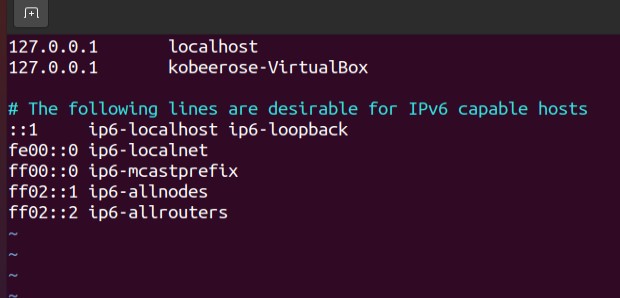 127.0.0.1       localhost
127.0.0.1       kobeerose-VirtualBox
# The following lines are desirable for IPv6 capable hosts
::1     ip6-localhost ip6-loopback
fe00::0 ip6-localnet
ff00::0 ip6-mcastprefix
ff02::1 ip6-allnodes
ff02::2 ip6-allrouters
~
~
~
~